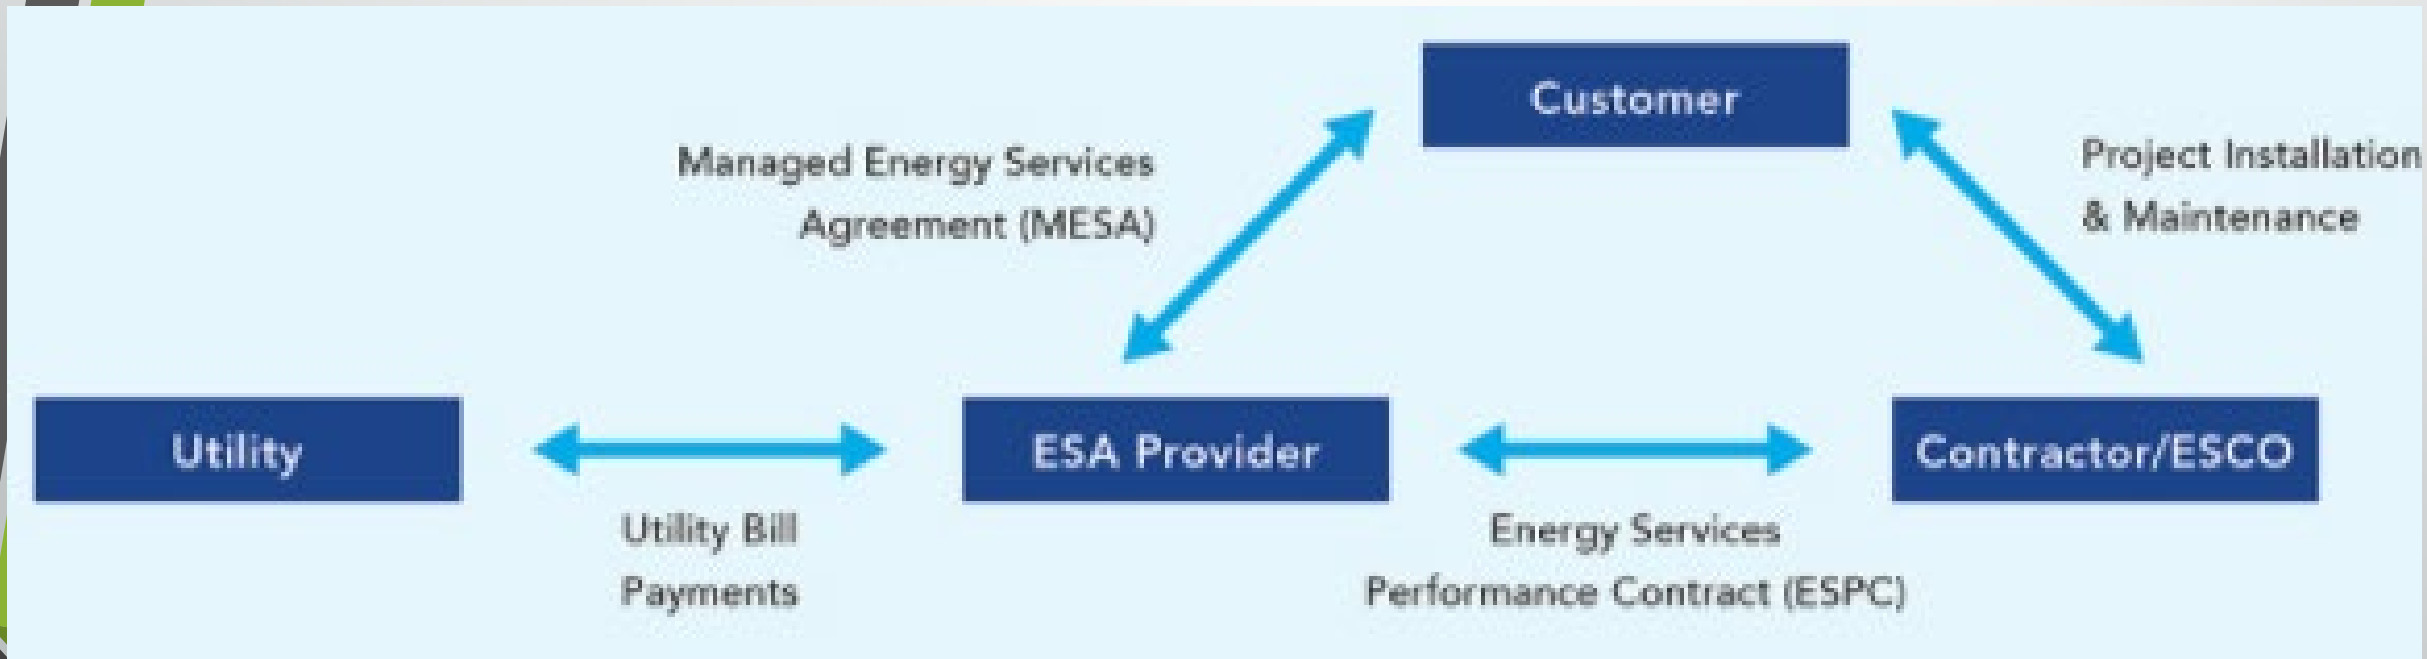 Customer
Managed Energy Services
Agreement (MESA)
Project Installation
& Maintenance
Utility
ESA Provider
Contractor/ESCO
Utility Bill
Payments
Energy Services
Performance Contract (ESPC)